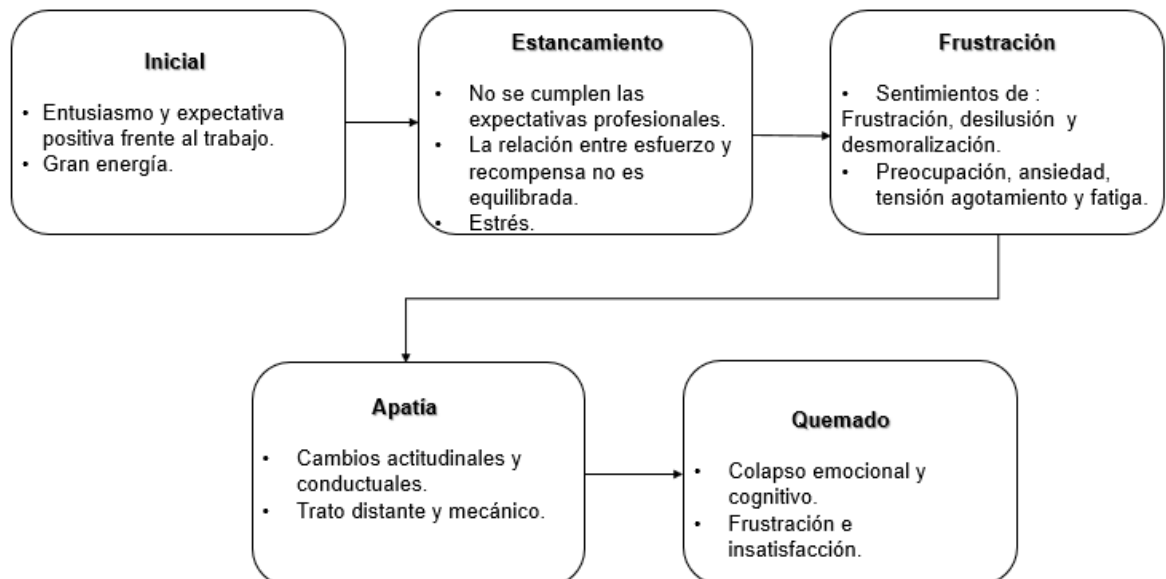 Inicial
• Entusiasmo y expectativa
positiva frente al trabajo.
• Gran energía.
Estancamiento
• No se cumplen las
expectativas profesionales.
• La relación entre esfuerzo y
recompensa no es
equilibrada.
• Estrés.
Frustración
• Sentimientos de :
Frustración, desilusión y
desmoralización.
• Preocupación, ansiedad,
tensión agotamiento y fatiga.
Apatía
• Cambios actitudinales y
conductuales.
• Trato distante y mecánico.
Quemado
• Colapso emocional y
cognitivo.
• Frustración e
insatisfacción.